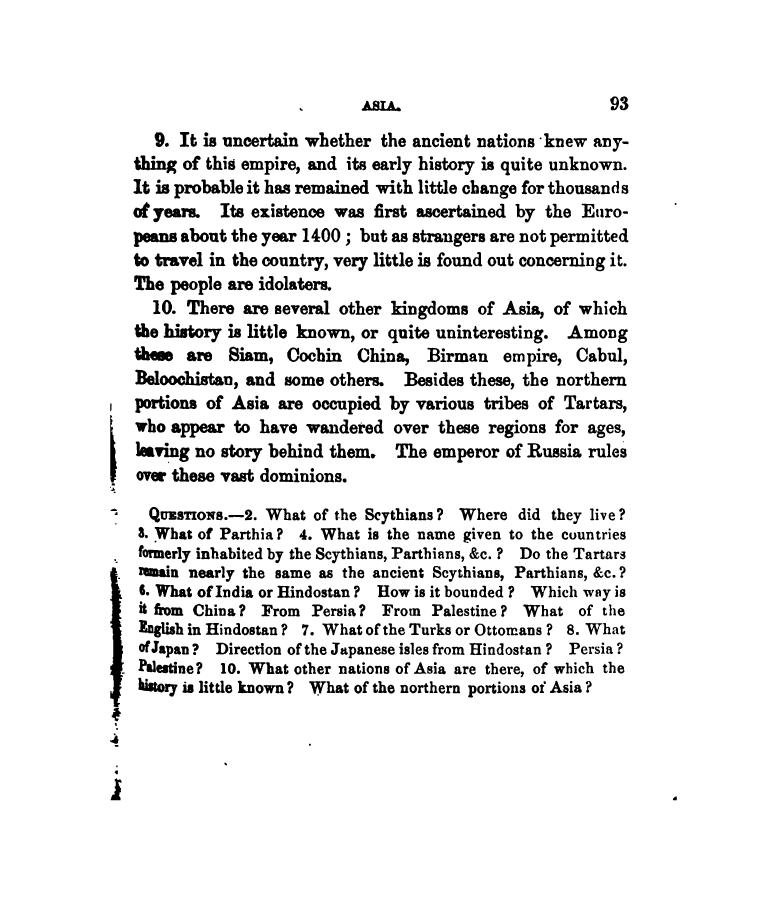 ASIA. 93
9. It is uncertain whether the ancient nations knew any-
thing of this empire, and its early history is quite unknown.
It is probable it has remained with little change for thousands
of years. Its existence was first ascertained by the Euro-
peans about the year 1400 ; but as strangers are not permitted
to travel in the country, very little is found out concerning it.
The people are idolaters.
10. There are several other kingdoms of Asia, of which
the history is little known, or quite uninteresting. Among
these are Siam, Cochin China, Birman empire, Cabul,
Beloochistan, and some others. Besides these, the northern
portions of Asia are occupied by various tribes of Tartars,
who appear to have wandered over these regions for ages,
leaving no story behind them. The emperor of Russia rules
over these vast dominions.
QUESTIONS.—2. What of the Scythians? Where did they live?
3. What of Parthia? 4. What is the name given to the countries
formerly inhabited by the Scythians, Parthians, &c. ? Do the Tartars
remain nearly the same as the ancient Scythians, Parthians, &c.?
6. What of India or Hindostan? How is it bounded? Which way is
it from China? From Persia? From Palestine? What of the
English in Hindostan? 7. What of the Turks or Ottomans? 8. What
of Japan? Direction of the Japanese isles from Hindostan? Persia?
Palestine? 10. What other nations of Asia are there, of which the
history is little known? What of the northern portions of Asia?